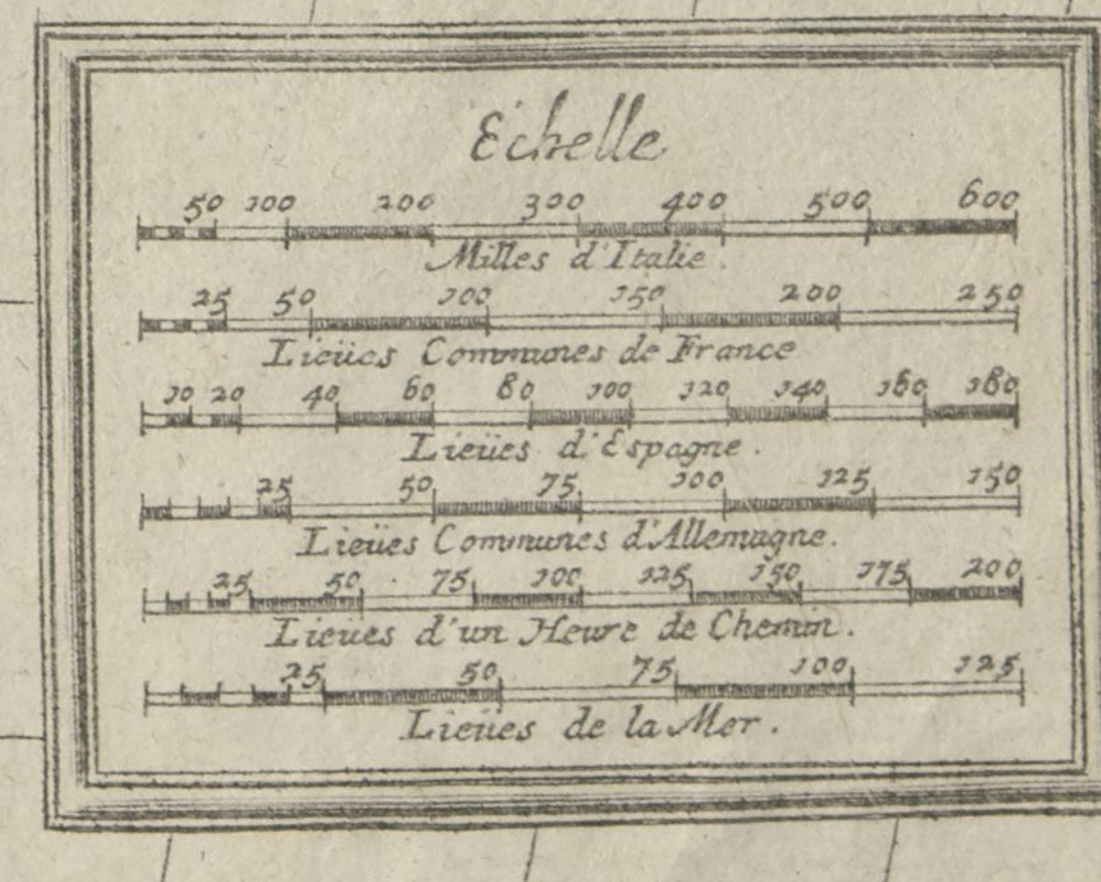 Echelle
50 100 200 300 400 500 600
Milles d'Italie.
25 50 100 150 200 250
Lieües Communes de France
10 20 40 60 80 100 120 140 160 180
Lieües d'Espagne.
25 50 75 100 125 150
Lieües Communes d'Allemagne.
25 50 75 100 125 150 175 200
Lieües d'un Heure de Chemin.
25 50 75 100 125
Lieües de la Mer.